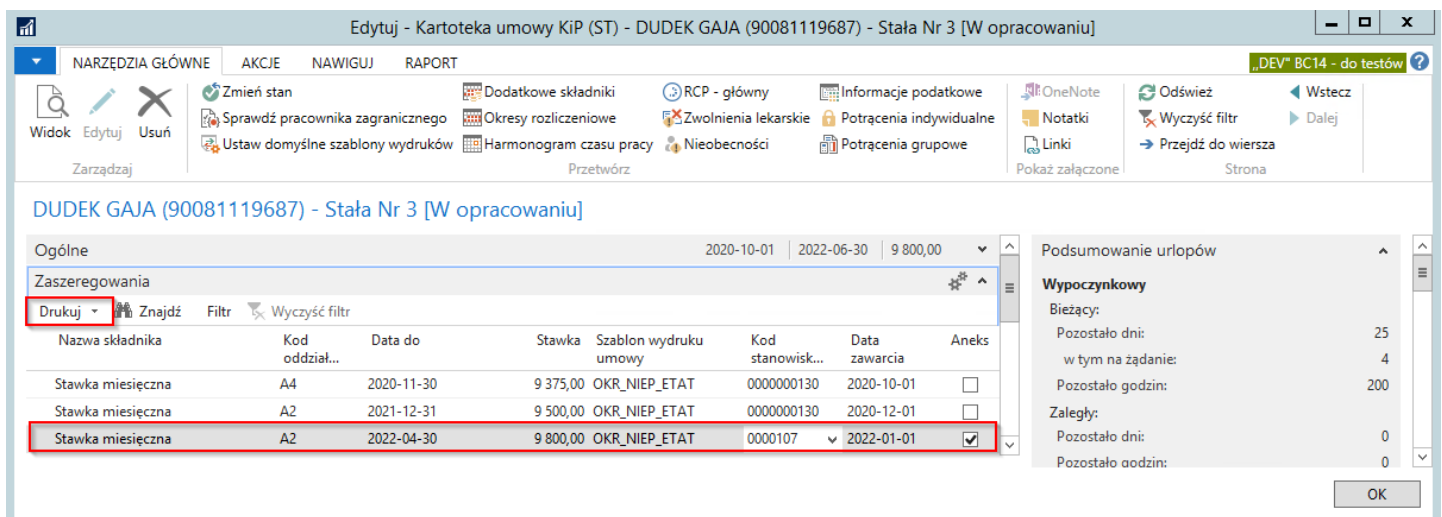 Edytuj - Kartoteka umowy KiP (ST) - DUDEK GAJA (90081119687) - Stała Nr 3 [W opracowaniu]
NARZĘDZIA GŁÓWNE AKCJE NAWIGUJ RAPORT „DEV" BC14 - do testów
Zmień stan Dodatkowe składniki RCP - główny Informacje podatkowe OneNote Odśwież Wstecz
Widok Edytuj Usuń Sprawdź pracownika zagranicznego Okresy rozliczeniowe Zwolnienia lekarskie Potrącenia indywidualne Notatki Wyczyść filtr Dalej
Ustaw domyślne szablony wydruków Harmonogram czasu pracy Nieobecności Potrącenia grupowe Linki Przejdź do wiersza
Zarządzaj Przetwórz Pokaż załączone Strona
DUDEK GAJA (90081119687) - Stała Nr 3 [W opracowaniu]
Ogólne 2020-10-01 2022-06-30 9 800,00
Zaszeregowania
Drukuj Znajdź Filtr Wyczyść filtr
Nazwa składnika Kod oddział... Data do Stawka Szablon wydruku umowy Kod stanowisk... Data zawarcia Aneks
Stawka miesięczna A4 2020-11-30 9 375,00 OKR_NIEP_ETAT 0000000130 2020-10-01
Stawka miesięczna A2 2021-12-31 9 500,00 OKR_NIEP_ETAT 0000000130 2020-12-01
Stawka miesięczna A2 2022-04-30 9 800,00 OKR_NIEP_ETAT 0000107 2022-01-01
Podsumowanie urlopów
Wypoczynkowy
Bieżący:
Pozostało dni: 25
w tym na żądanie: 4
Pozostało godzin: 200
Zaległy:
Pozostało dni: 0
Pozostało godzin: 0
OK